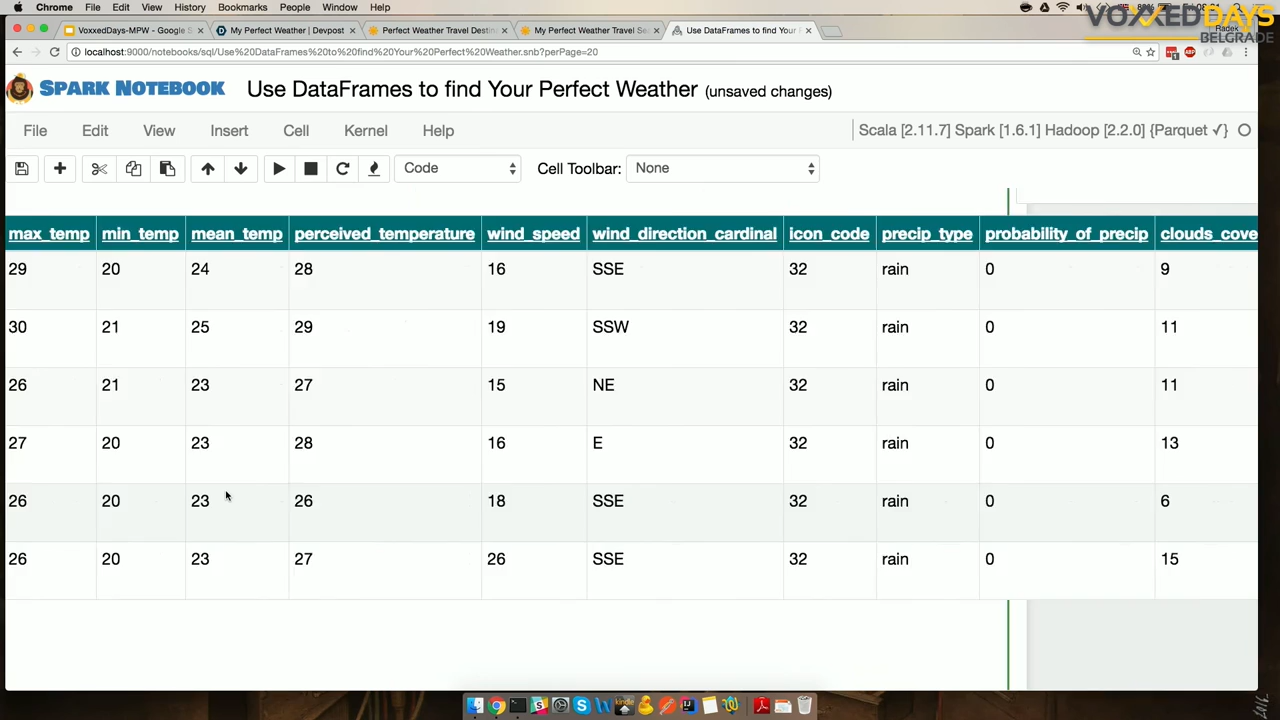 Chrome File Edit View History Bookmarks People Window Help
VOXXEDDAYS
BELGRADE
VoxxedDays-MPW - Google S
My Perfect Weather | Devpost
Perfect Weather Travel Destin
My Perfect Weather Travel Se
Use DataFrames to find Your P
Radek
localhost:9000/notebooks/sql/Use%20DataFrames%20to%20find%20Your%20Perfect%20Weather.snb?perPage=20
SPARK NOTEBOOK Use DataFrames to find Your Perfect Weather (unsaved changes)
File Edit View Insert Cell Kernel Help Scala [2.11.7] Spark [1.6.1] Hadoop [2.2.0] {Parquet ✓}
Code Cell Toolbar: None
max_temp min_temp mean_temp perceived_temperature wind_speed wind_direction_cardinal icon_code precip_type probability_of_precip clouds_cove
29 20 24 28 16 SSE 32 rain 0 9
30 21 25 29 19 SSW 32 rain 0 11
26 21 23 27 15 NE 32 rain 0 11
27 20 23 28 16 E 32 rain 0 13
26 20 23 26 18 SSE 32 rain 0 6
26 20 23 27 26 SSE 32 rain 0 15
kindle